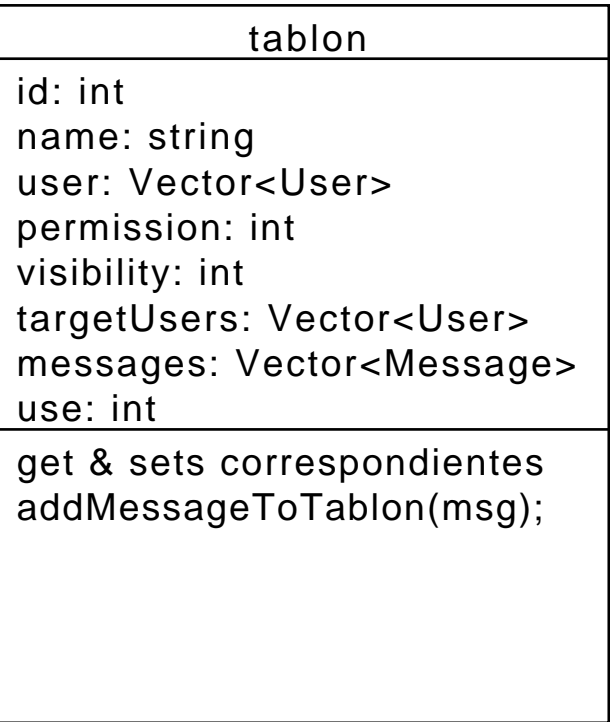 tablon
id: int
name: string
user: Vector<User>
permission: int
visibility: int
targetUsers: Vector<User>
messages: Vector<Message>
use: int
get & sets correspondientes
addMessageToTablon(msg);